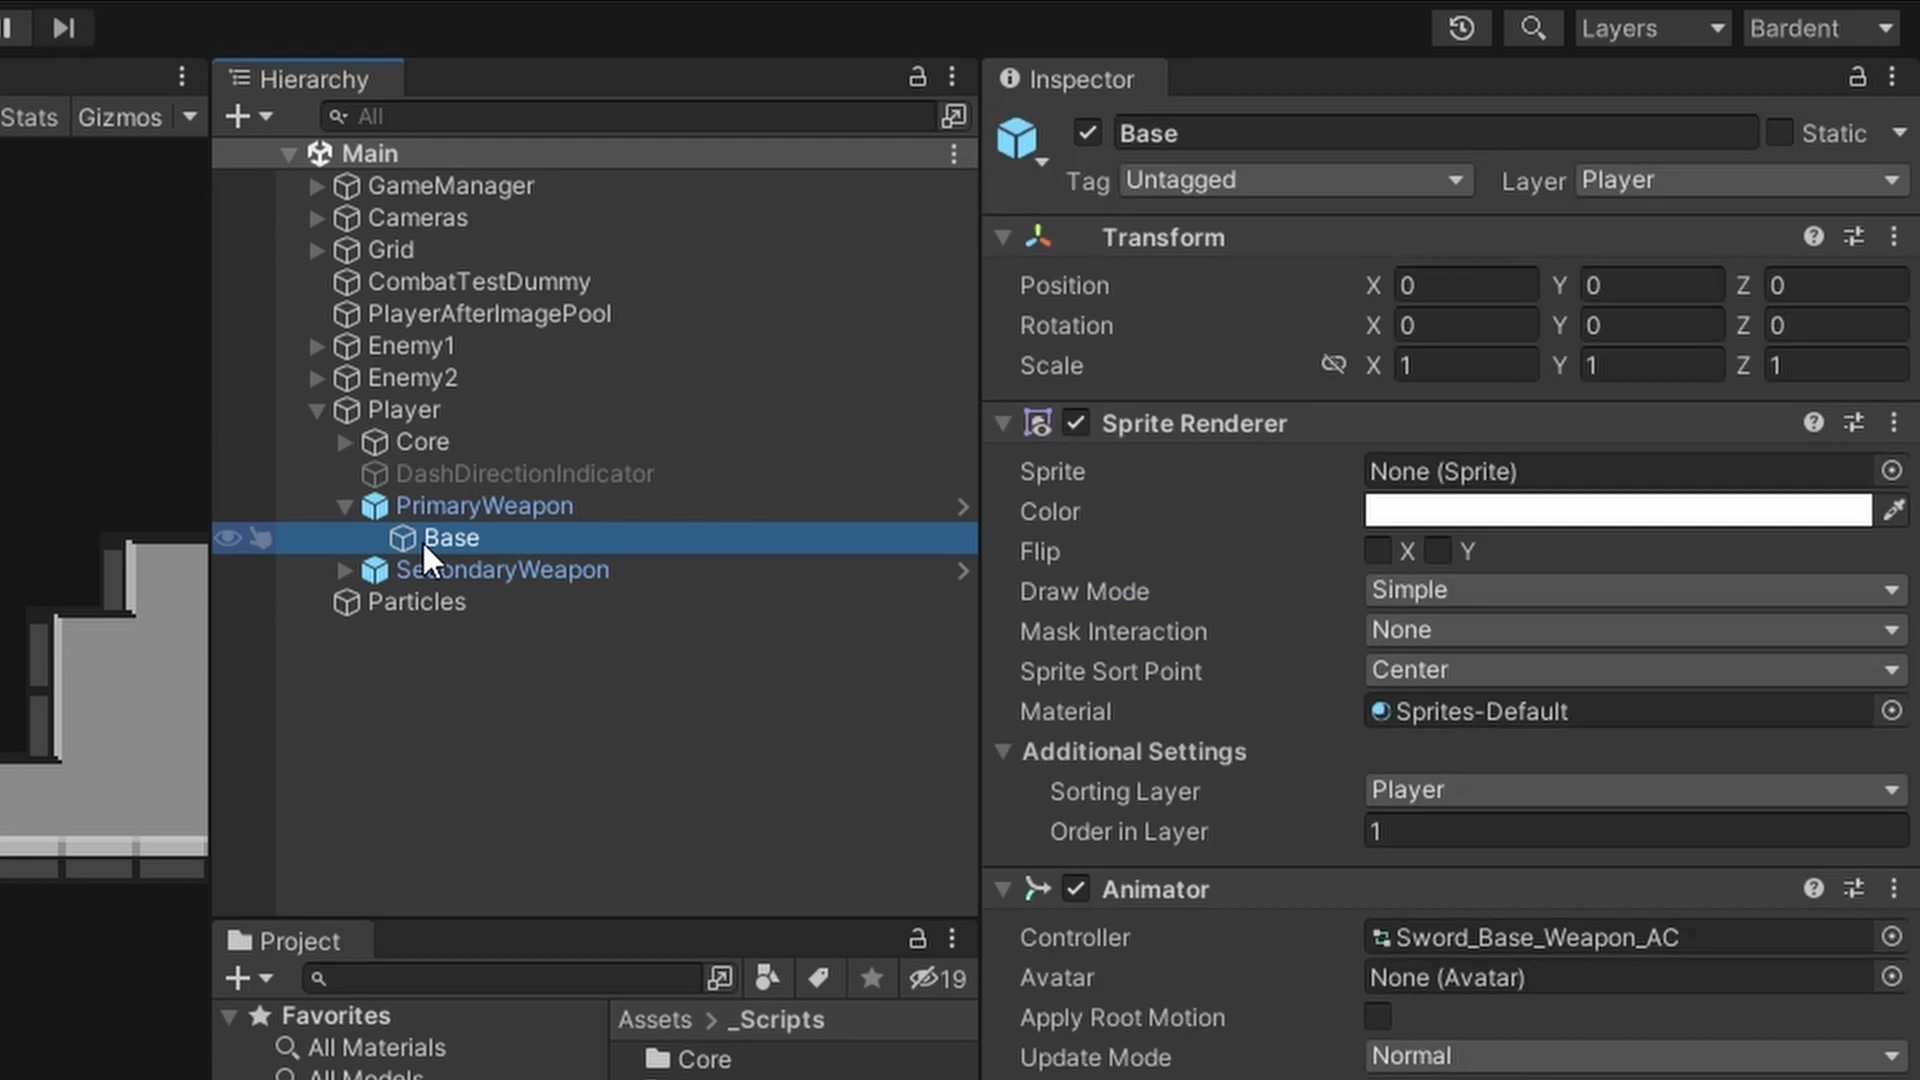 Layers
Bardent
Stats
Gizmos
Hierarchy
All
Main
GameManager
Cameras
Grid
CombatTestDummy
PlayerAfterImagePool
Enemy1
Enemy2
Player
Core
DashDirectionIndicator
PrimaryWeapon
Base
SecondaryWeapon
Particles
Project
19
Favorites
All Materials
All Models
Assets > _Scripts
Core
Inspector
Base
Static
Tag Untagged Layer Player
Transform
Position X 0 Y 0 Z 0
Rotation X 0 Y 0 Z 0
Scale X 1 Y 1 Z 1
Sprite Renderer
Sprite None (Sprite)
Color
Flip X Y
Draw Mode Simple
Mask Interaction None
Sprite Sort Point Center
Material Sprites-Default
Additional Settings
Sorting Layer Player
Order in Layer 1
Animator
Controller Sword_Base_Weapon_AC
Avatar None (Avatar)
Apply Root Motion
Update Mode Normal